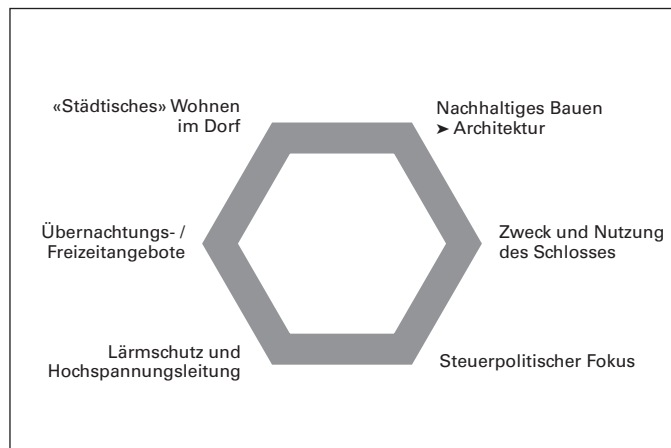 «Städtisches» Wohnen
im Dorf
Nachhaltiges Bauen
➤ Architektur
Übernachtungs- /
Freizeitangebote
Zweck und Nutzung
des Schlosses
Lärmschutz und
Hochspannungsleitung
Steuerpolitischer Fokus